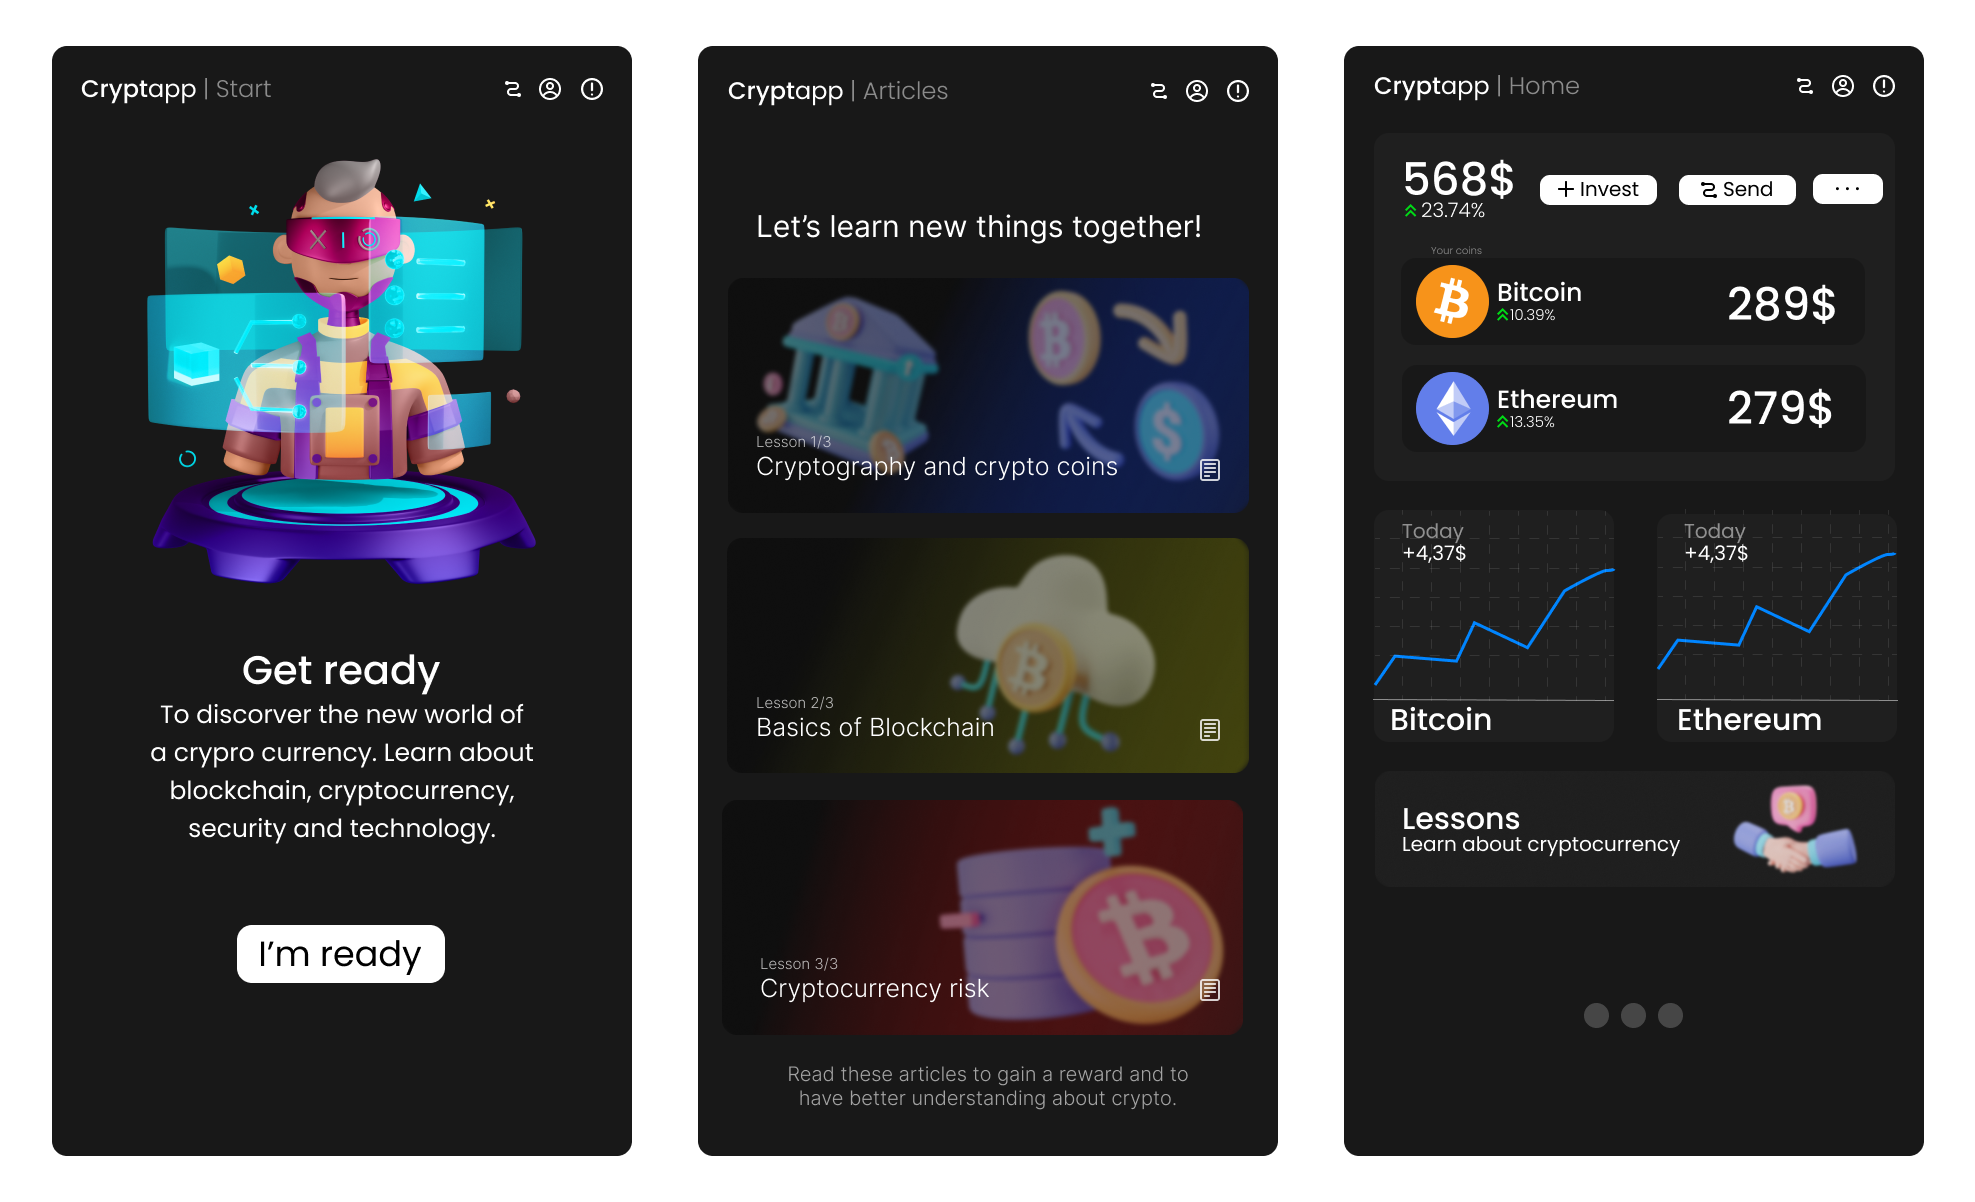 Cryptapp | Start
Get ready
To discorver the new world of
a crypro currency. Learn about
blockchain, cryptocurrency,
security and technology.
I'm ready
Cryptapp | Articles
Let's learn new things together!
Lesson 1/3
Cryptography and crypto coins
Lesson 2/3
Basics of Blockchain
Lesson 3/3
Cryptocurrency risk
Read these articles to gain a reward and to
have better understanding about crypto.
Cryptapp | Home
568$
23.74%
+ Invest
Send
...
Your coins
Bitcoin
10.39%
289$
Ethereum
13.35%
279$
Today
+4,37$
Bitcoin
Today
+4,37$
Ethereum
Lessons
Learn about cryptocurrency